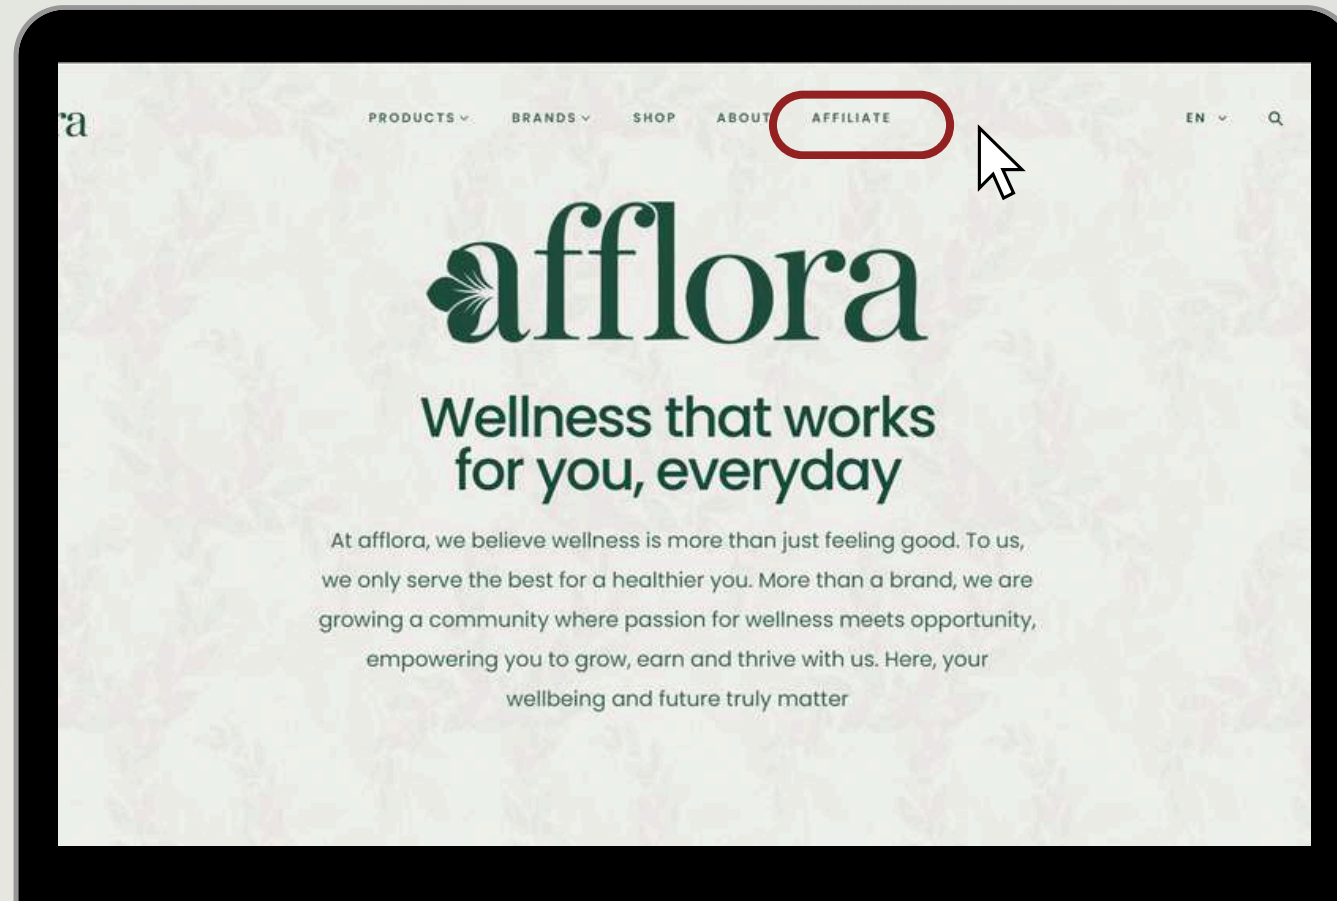 ra
PRODUCTS BRANDS SHOP ABOUT AFFILIATE EN
afflora
Wellness that works
for you, everyday
At afflora, we believe wellness is more than just feeling good. To us,
we only serve the best for a healthier you. More than a brand, we are
growing a community where passion for wellness meets opportunity,
empowering you to grow, earn and thrive with us. Here, your
wellbeing and future truly matter